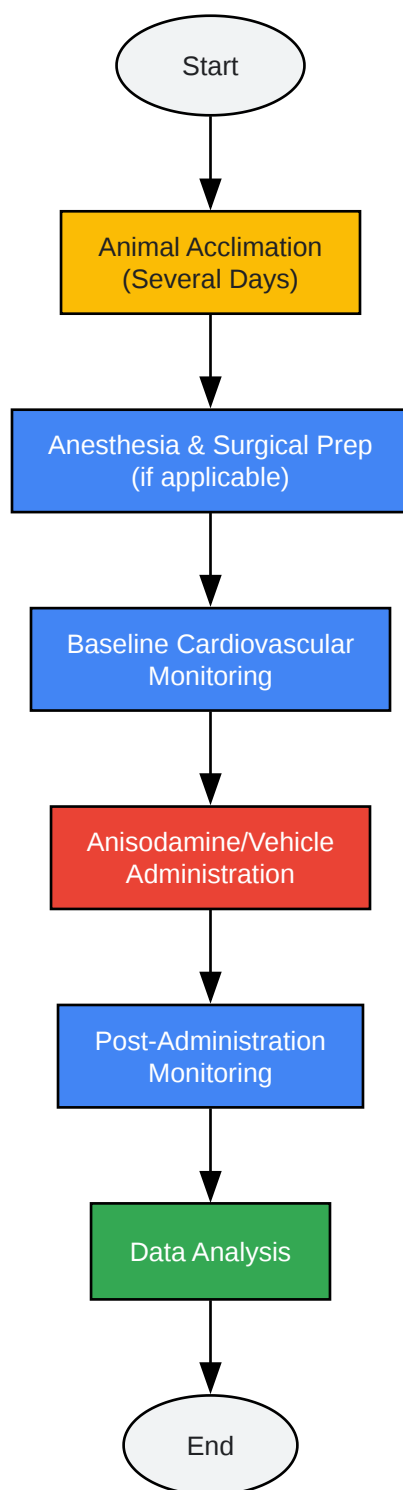 Start
Animal Acclimation
(Several Days)
Anesthesia & Surgical Prep
(if applicable)
Baseline Cardiovascular
Monitoring
Anisodamine/Vehicle
Administration
Post-Administration
Monitoring
Data Analysis
End